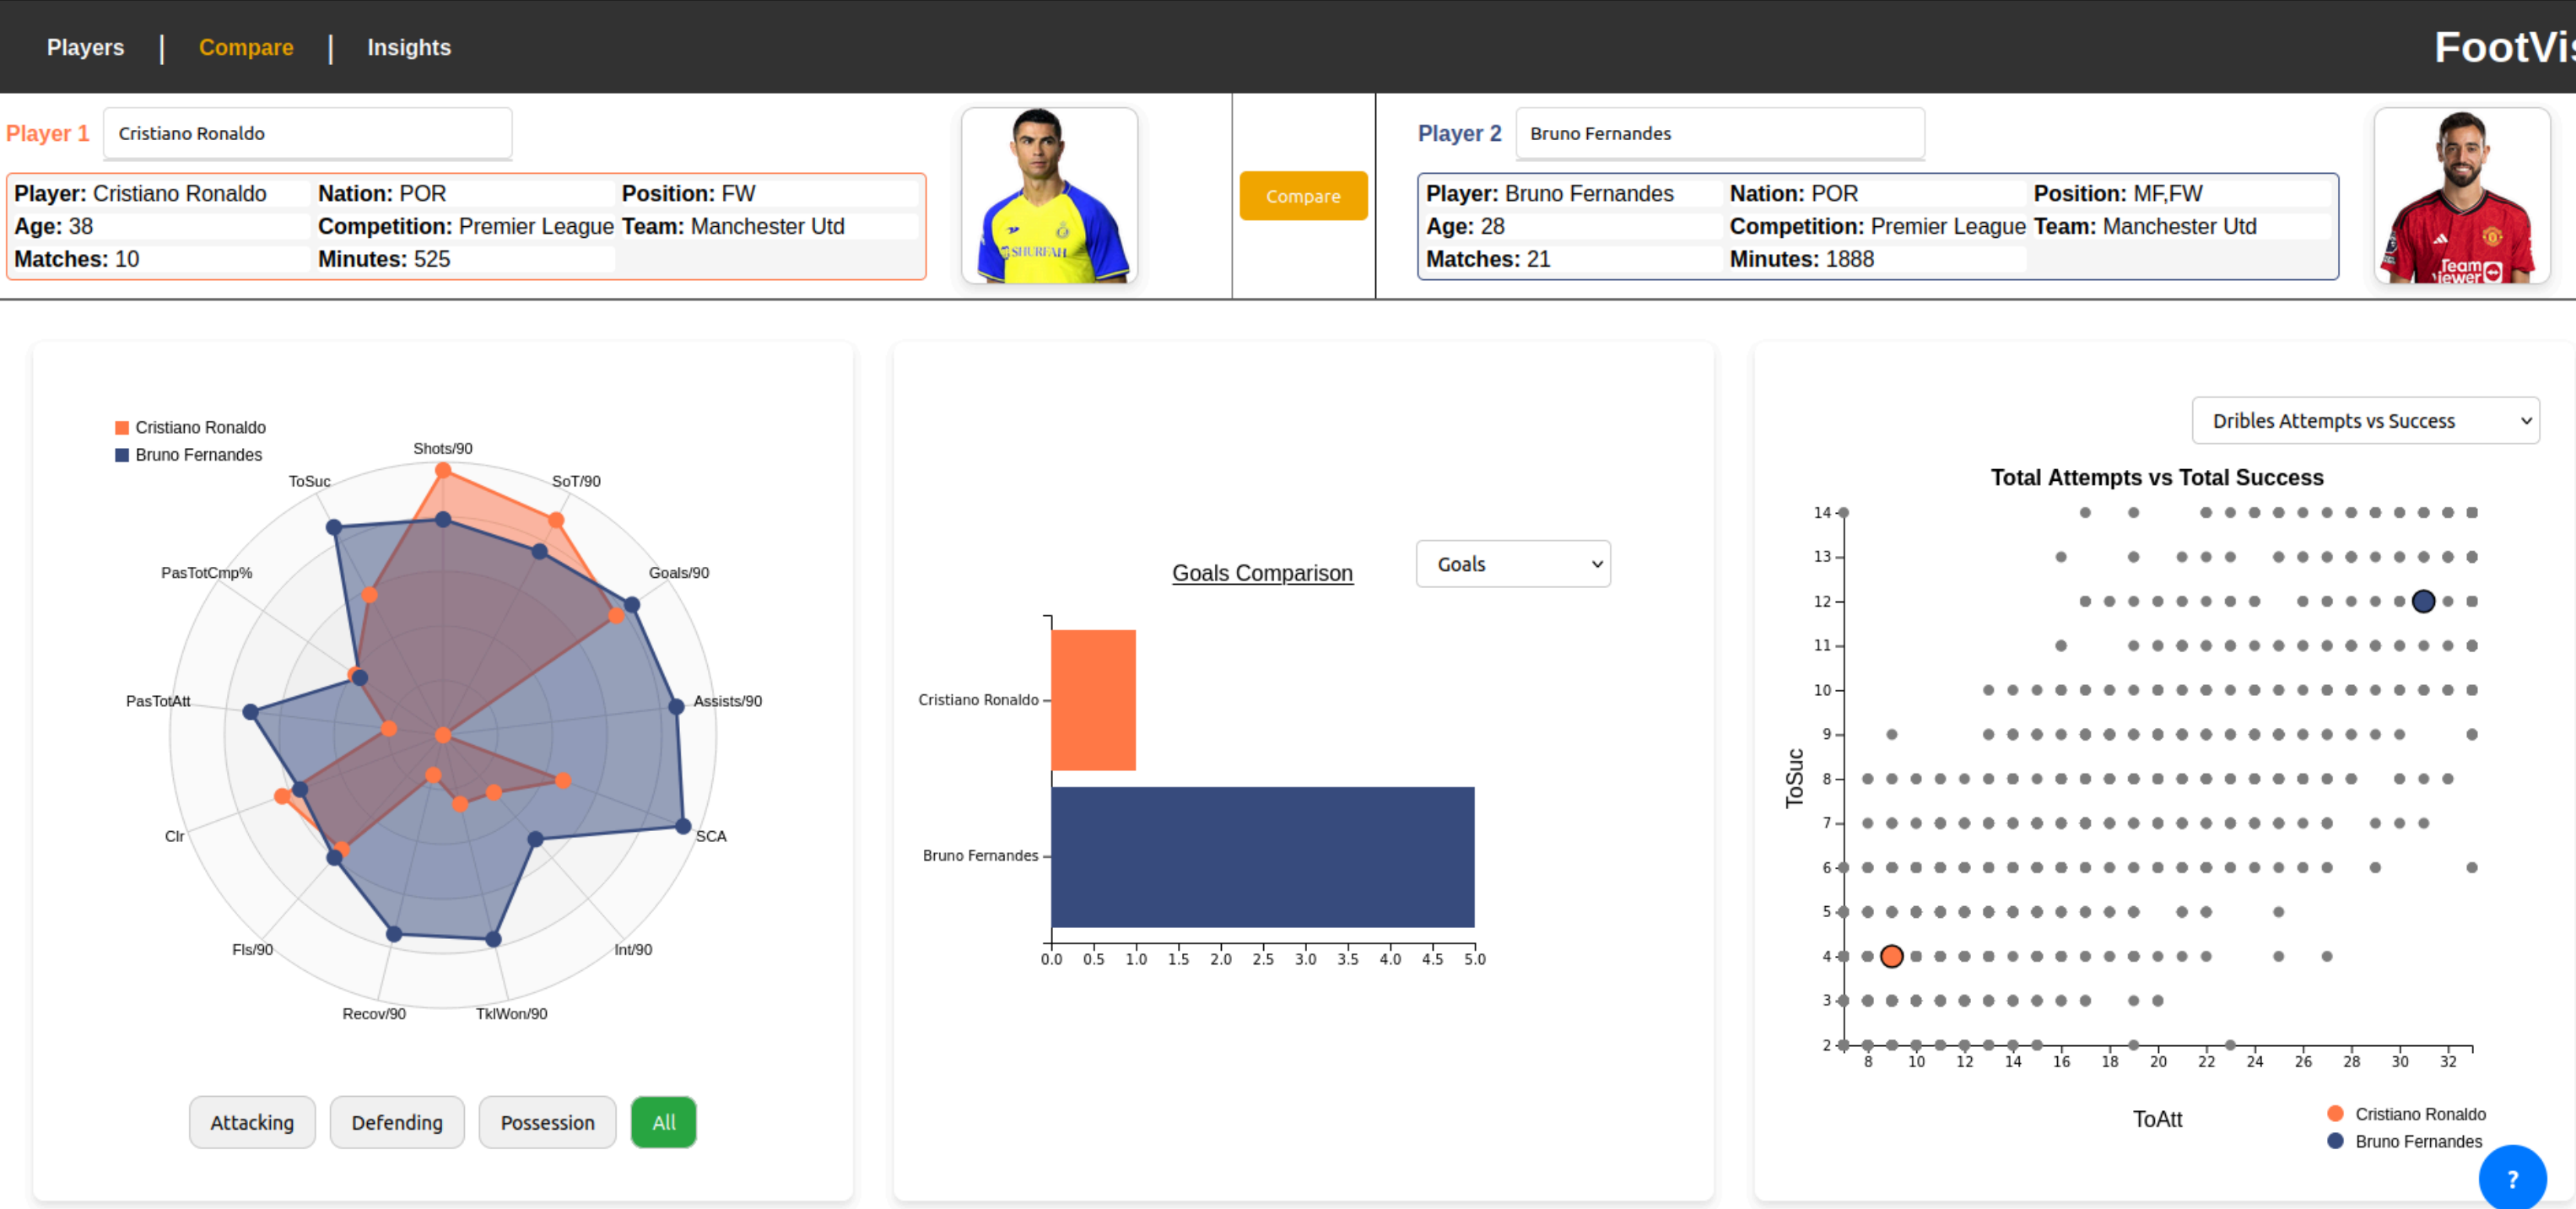 Players | Compare | Insights
FootVis
Player 1 Cristiano Ronaldo
Player: Cristiano Ronaldo Nation: POR Position: FW
Age: 38 Competition: Premier League Team: Manchester Utd
Matches: 10 Minutes: 525
SHURFAH
Compare
Player 2 Bruno Fernandes
Player: Bruno Fernandes Nation: POR Position: MF,FW
Age: 28 Competition: Premier League Team: Manchester Utd
Matches: 21 Minutes: 1888
Team
iewer
Cristiano Ronaldo
Bruno Fernandes
Shots/90
SoT/90
Goals/90
Assists/90
SCA
Int/90
TklWon/90
Recov/90
Fls/90
Clr
PasTotAtt
PasTotCmp%
ToSuc
Attacking Defending Possession All
Goals Comparison
Goals
Cristiano Ronaldo
Bruno Fernandes
0.0 0.5 1.0 1.5 2.0 2.5 3.0 3.5 4.0 4.5 5.0
Dribles Attempts vs Success
Total Attempts vs Total Success
14
13
12
11
10
9
8
7
6
5
4
3
2
ToSuc
8 10 12 14 16 18 20 22 24 26 28 30 32
ToAtt
Cristiano Ronaldo
Bruno Fernandes
?